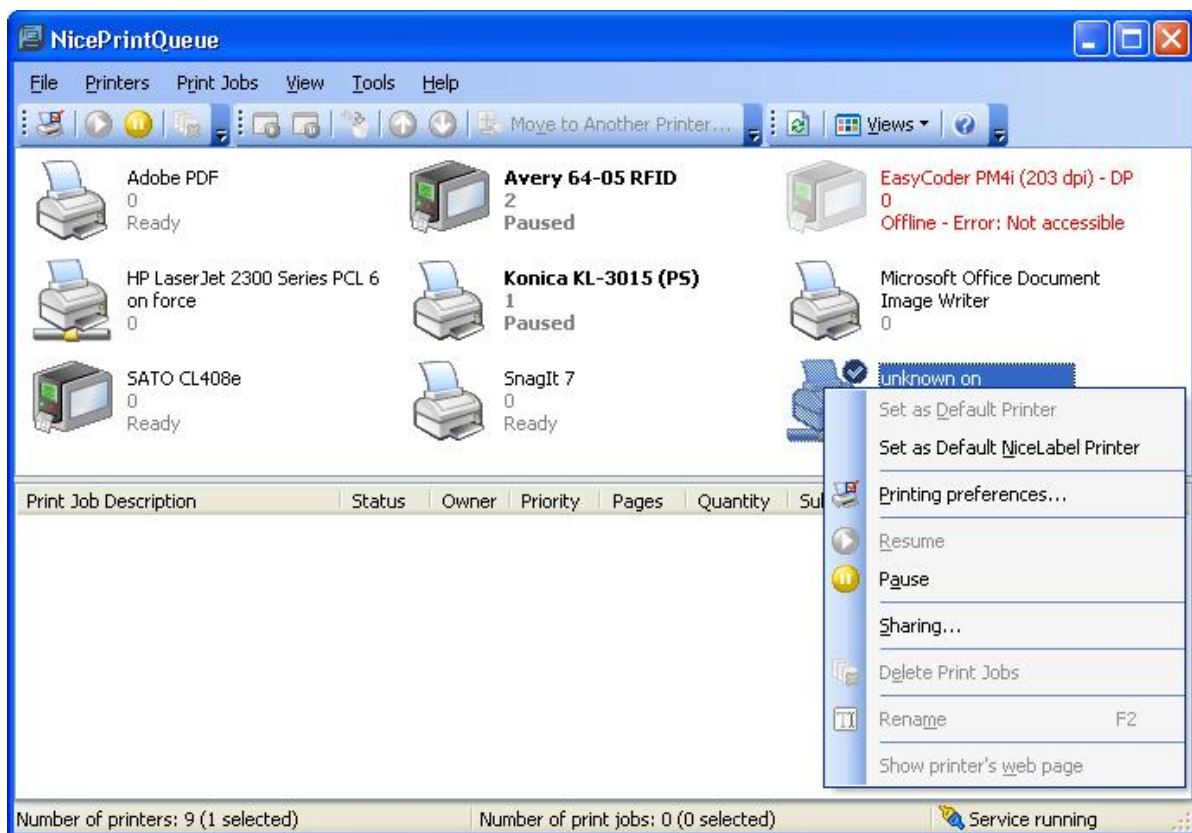 NicePrintQueue
File Printers Print Jobs View Tools Help
Move to Another Printer... Views
Adobe PDF
0
Ready
Avery 64-05 RFID
2
Paused
EasyCoder PM4i (203 dpi) - DP
0
Offline - Error: Not accessible
HP LaserJet 2300 Series PCL 6
on force
0
Konica KL-3015 (PS)
1
Paused
Microsoft Office Document
Image Writer
0
SATO CL408e
0
Ready
SnagIt 7
0
Ready
unknown on
Set as Default Printer
Set as Default NiceLabel Printer
Printing preferences...
Resume
Pause
Sharing...
Delete Print Jobs
Rename F2
Show printer's web page
Print Job Description Status Owner Priority Pages Quantity
Number of printers: 9 (1 selected) Number of print jobs: 0 (0 selected) Service running